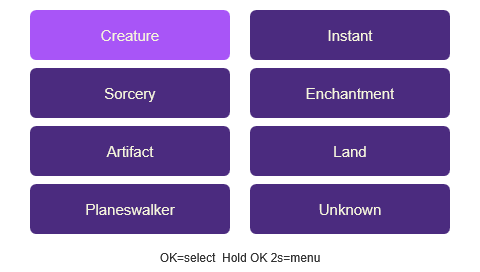 Creature
Instant
Sorcery
Enchantment
Artifact
Land
Planeswalker
Unknown
OK=select  Hold OK 2s=menu